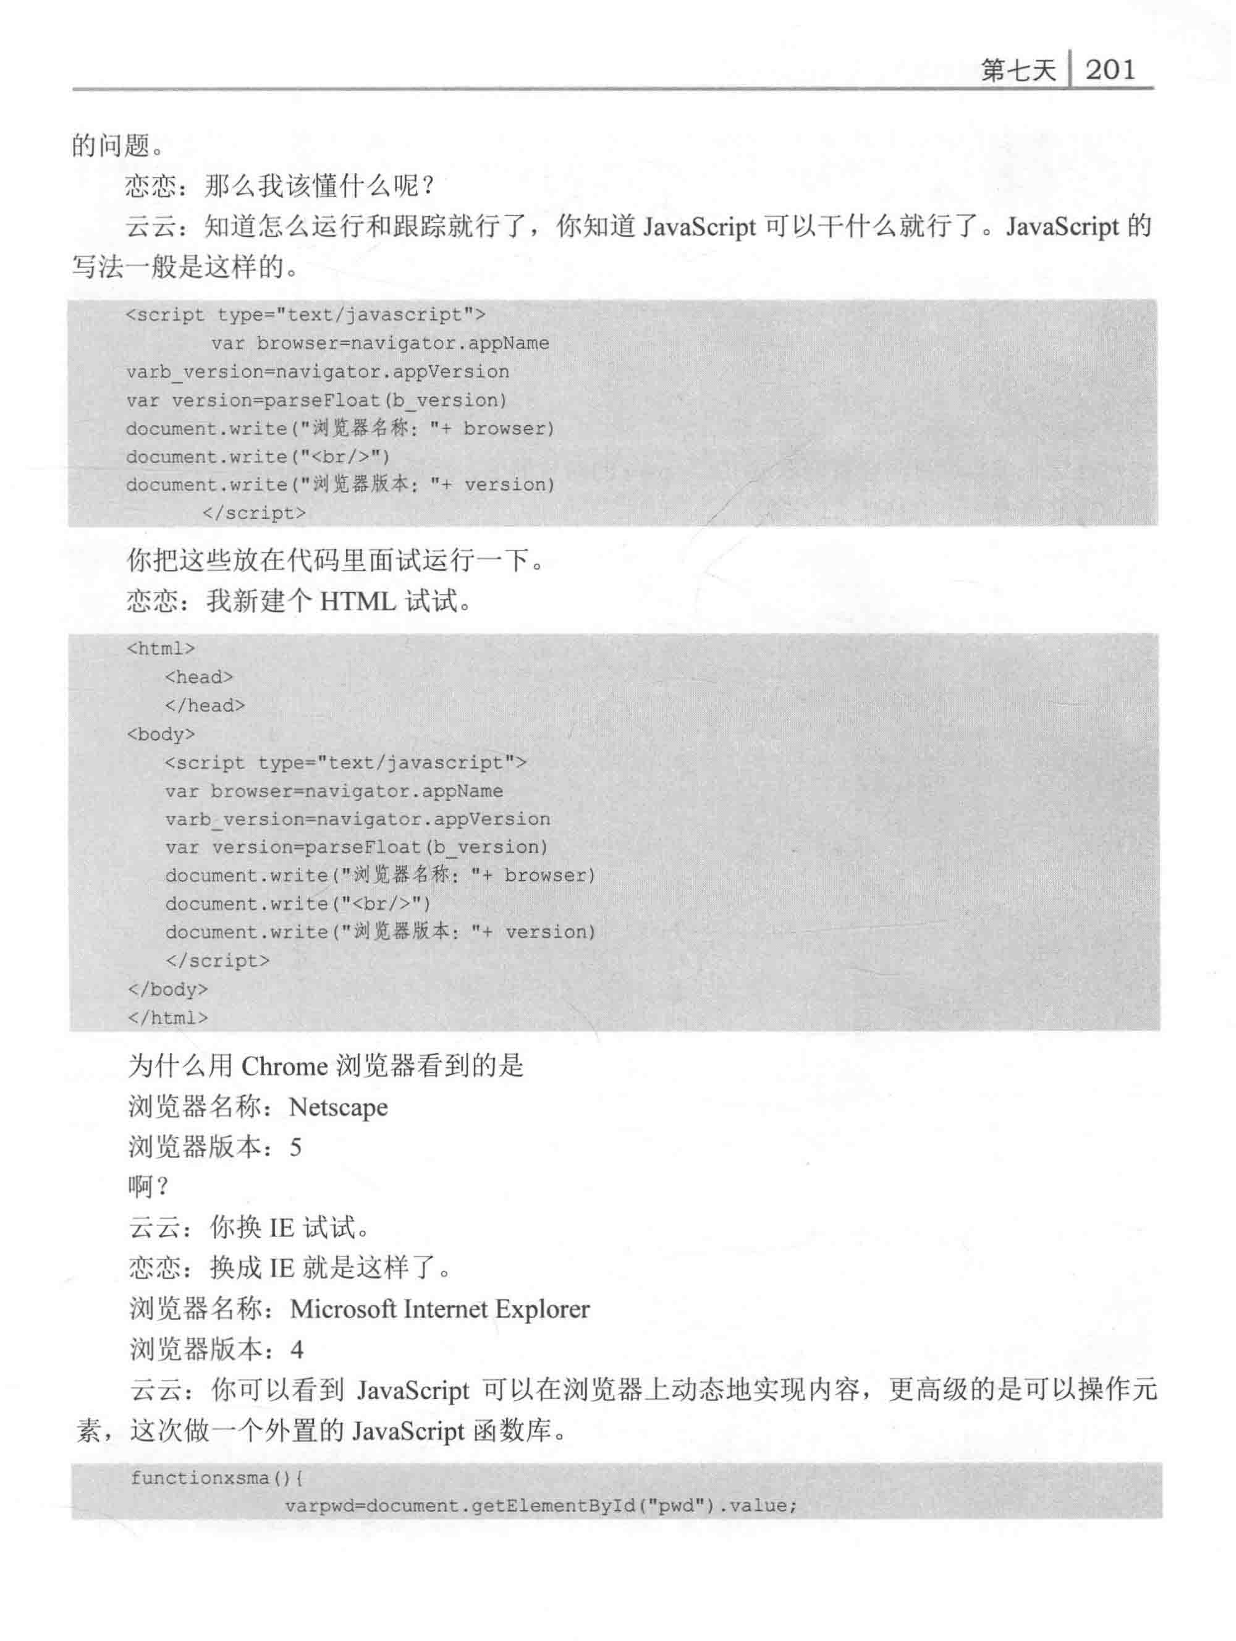 第七天 201
的问题。
恋恋：那么我该懂什么呢？
云云：知道怎么运行和跟踪就行了，你知道 JavaScript 可以干什么就行了。JavaScript 的
写法一般是这样的。
<script type="text/javascript">
var browser=navigator.appName
varb_version=navigator.appVersion
var version=parseFloat(b_version)
document.write("浏览器名称："+ browser)
document.write("<br/>")
document.write("浏览器版本："+ version)
</script>
你把这些放在代码里面试运行一下。
恋恋：我新建个 HTML 试试。
<html>
<head>
</head>
<body>
<script type="text/javascript">
var browser=navigator.appName
varb_version=navigator.appVersion
var version=parseFloat(b_version)
document.write("浏览器名称："+ browser)
document.write("<br/>")
document.write("浏览器版本："+ version)
</script>
</body>
</html>
为什么用 Chrome 浏览器看到的是
浏览器名称：Netscape
浏览器版本：5
啊？
云云：你换 IE 试试。
恋恋：换成 IE 就是这样了。
浏览器名称：Microsoft Internet Explorer
浏览器版本：4
云云：你可以看到 JavaScript 可以在浏览器上动态地实现内容，更高级的是可以操作元
素，这次做一个外置的 JavaScript 函数库。
functionxsma(){
varpwd=document.getElementById("pwd").value;